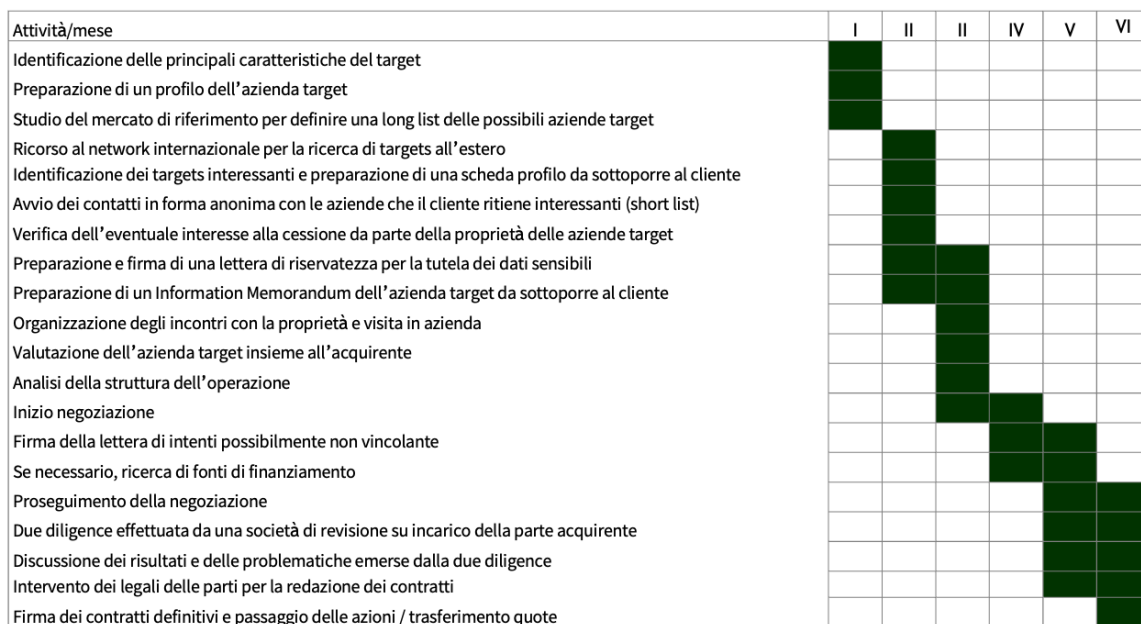 Attività/mese I II II IV V VI
Identificazione delle principali caratteristiche del target
Preparazione di un profilo dell’azienda target
Studio del mercato di riferimento per definire una long list delle possibili aziende target
Ricorso al network internazionale per la ricerca di targets all’estero
Identificazione dei targets interessanti e preparazione di una scheda profilo da sottoporre al cliente
Avvio dei contatti in forma anonima con le aziende che il cliente ritiene interessanti (short list)
Verifica dell’eventuale interesse alla cessione da parte della proprietà delle aziende target
Preparazione e firma di una lettera di riservatezza per la tutela dei dati sensibili
Preparazione di un Information Memorandum dell’azienda target da sottoporre al cliente
Organizzazione degli incontri con la proprietà e visita in azienda
Valutazione dell’azienda target insieme all’acquirente
Analisi della struttura dell’operazione
Inizio negoziazione
Firma della lettera di intenti possibilmente non vincolante
Se necessario, ricerca di fonti di finanziamento
Proseguimento della negoziazione
Due diligence effettuata da una società di revisione su incarico della parte acquirente
Discussione dei risultati e delle problematiche emerse dalla due diligence
Intervento dei legali delle parti per la redazione dei contratti
Firma dei contratti definitivi e passaggio delle azioni / trasferimento quote